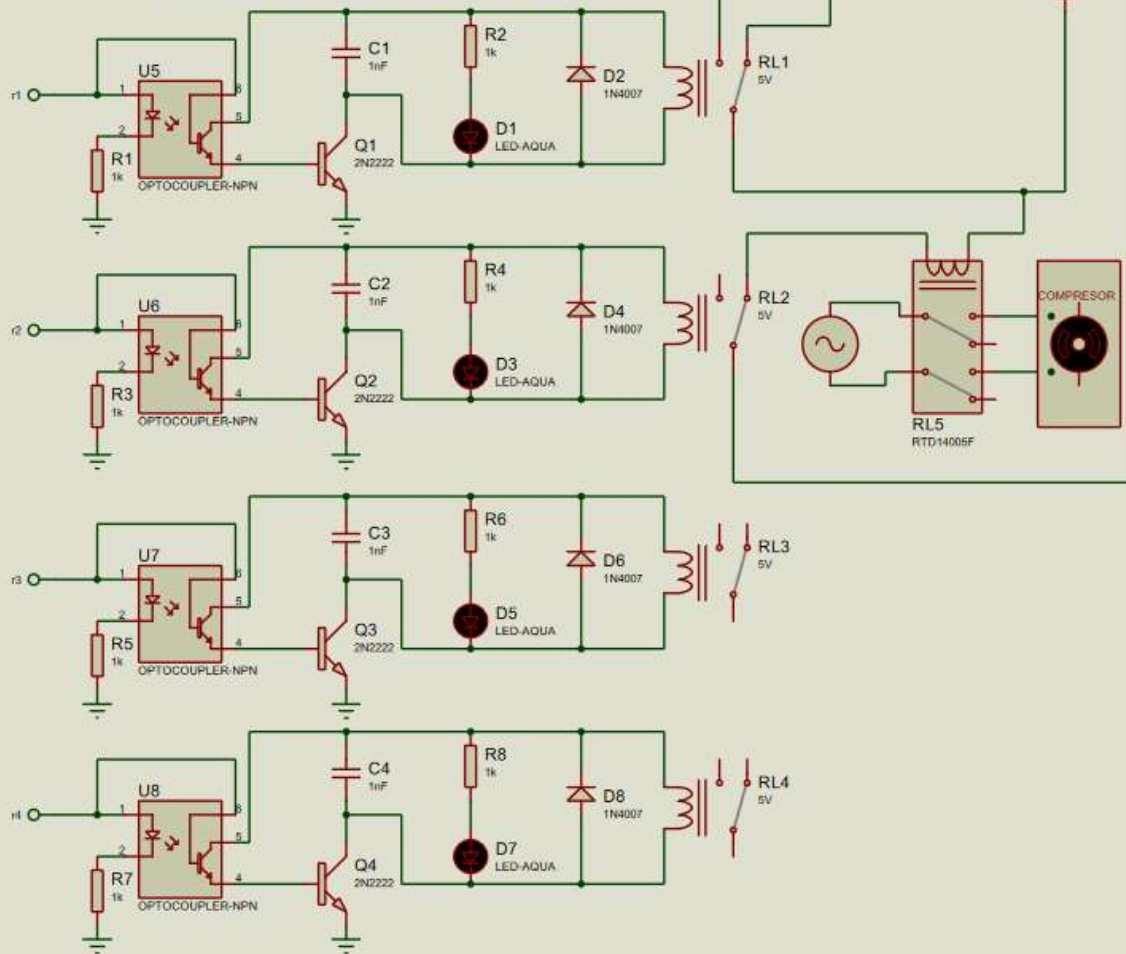 r1
U5
1
2
6
5
4
R1
1k
OPTOCOUPLER-NPN
C1
1nF
Q1
2N2222
R2
1k
D1
LED-AQUA
D2
1N4007
RL1
5V
r2
U6
1
2
6
5
4
R3
1k
OPTOCOUPLER-NPN
C2
1nF
Q2
2N2222
R4
1k
D3
LED-AQUA
D4
1N4007
RL2
5V
RL5
RTD14005F
COMPRESOR
r3
U7
1
2
6
5
4
R5
1k
OPTOCOUPLER-NPN
C3
1nF
Q3
2N2222
R6
1k
D5
LED-AQUA
D6
1N4007
RL3
5V
r4
U8
1
2
6
5
4
R7
1k
OPTOCOUPLER-NPN
C4
1nF
Q4
2N2222
R8
1k
D7
LED-AQUA
D8
1N4007
RL4
5V